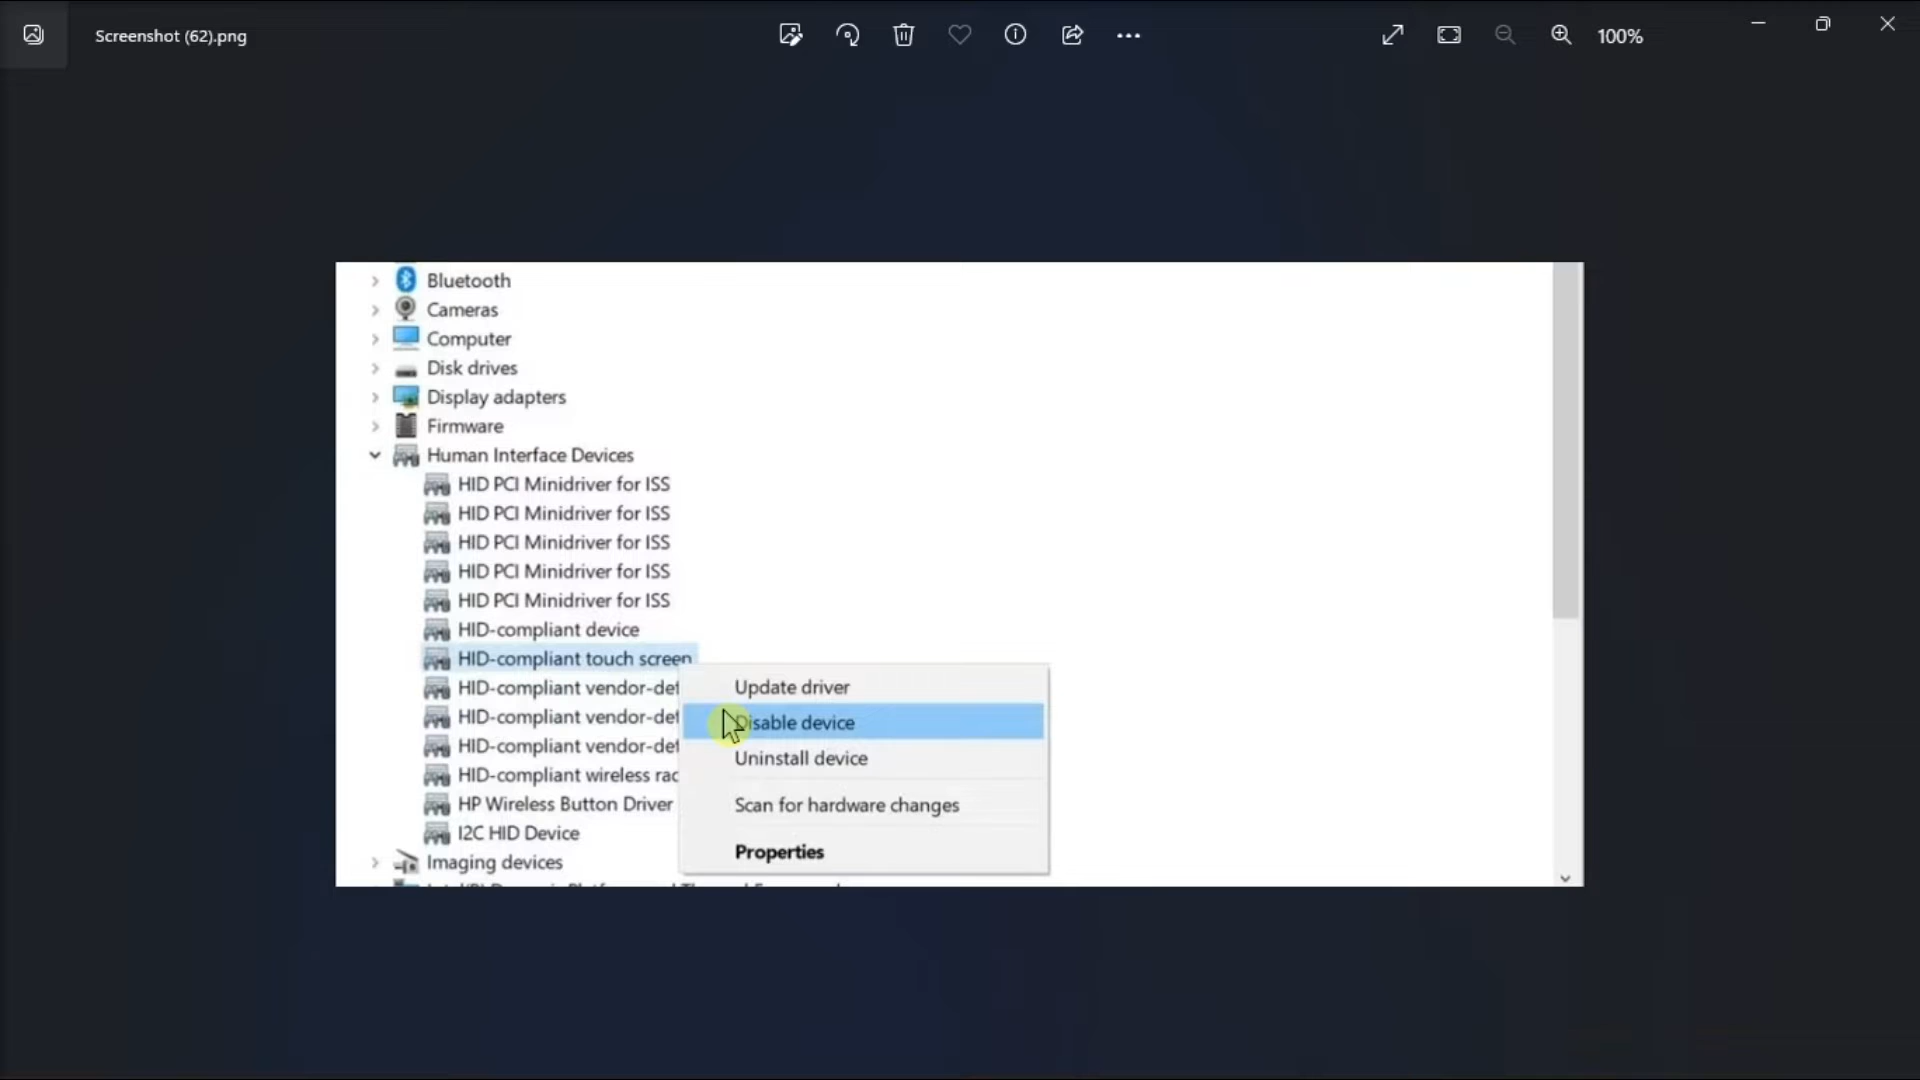 Screenshot (62).png
100%
Bluetooth
Cameras
Computer
Disk drives
Display adapters
Firmware
Human Interface Devices
HID PCI Minidriver for ISS
HID PCI Minidriver for ISS
HID PCI Minidriver for ISS
HID PCI Minidriver for ISS
HID PCI Minidriver for ISS
HID-compliant device
HID-compliant touch screen
HID-compliant vendor-def
HID-compliant vendor-def
HID-compliant vendor-def
HID-compliant wireless rad
HP Wireless Button Driver
I2C HID Device
Imaging devices
Update driver
Disable device
Uninstall device
Scan for hardware changes
Properties